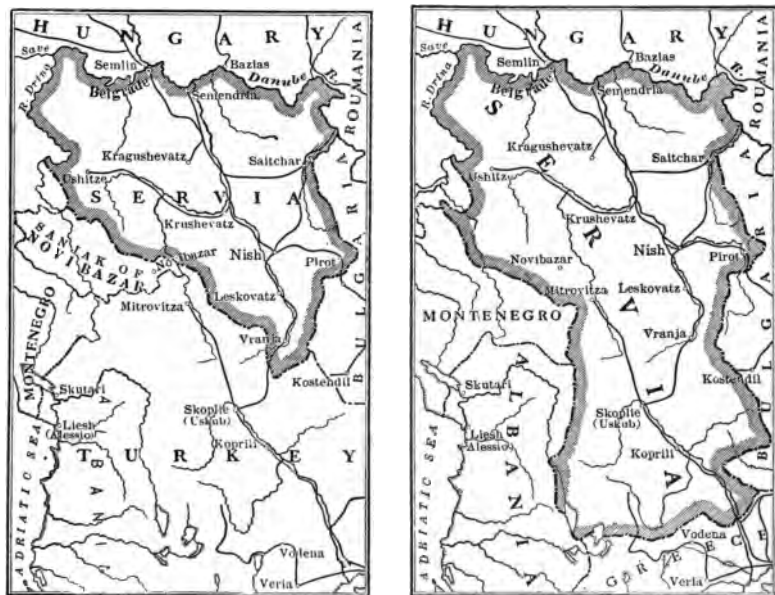 HUNGARY
Save
Semlin
Bazias
Danube R.
R. Drina
Belgrade
Semendria
ROUMANIA
Kragushevatz
Saitchar
Ushitze
SERVIA
Krushevatz
SANJAK OF
NOVI BAZAR
Novibazar
Nish
Pirot
BULGARIA
Mitrovitza
Leskovatz
MONTENEGRO
Vranja
Kostendil
Skutari
Skoplie
(Uskub)
Liesh
(Alessio)
Koprili
TURKEY
ADRIATIC SEA
Vodena
Veria
HUNGARY
Save
Semlin
Bazias
Danube R.
R. Drina
Belgrade
Semendria
ROUMANIA
Kragushevatz
Saitchar
Ushitze
SERVIA
Krushevatz
Novibazar
Nish
Pirot
BULGARIA
Mitrovitza
Leskovatz
MONTENEGRO
Vranja
Kostendil
ALBANIA
Skutari
Skoplie
(Uskub)
Liesh
Alessio
Koprili
ADRIATIC SEA
Vodena
GREECE
Veria